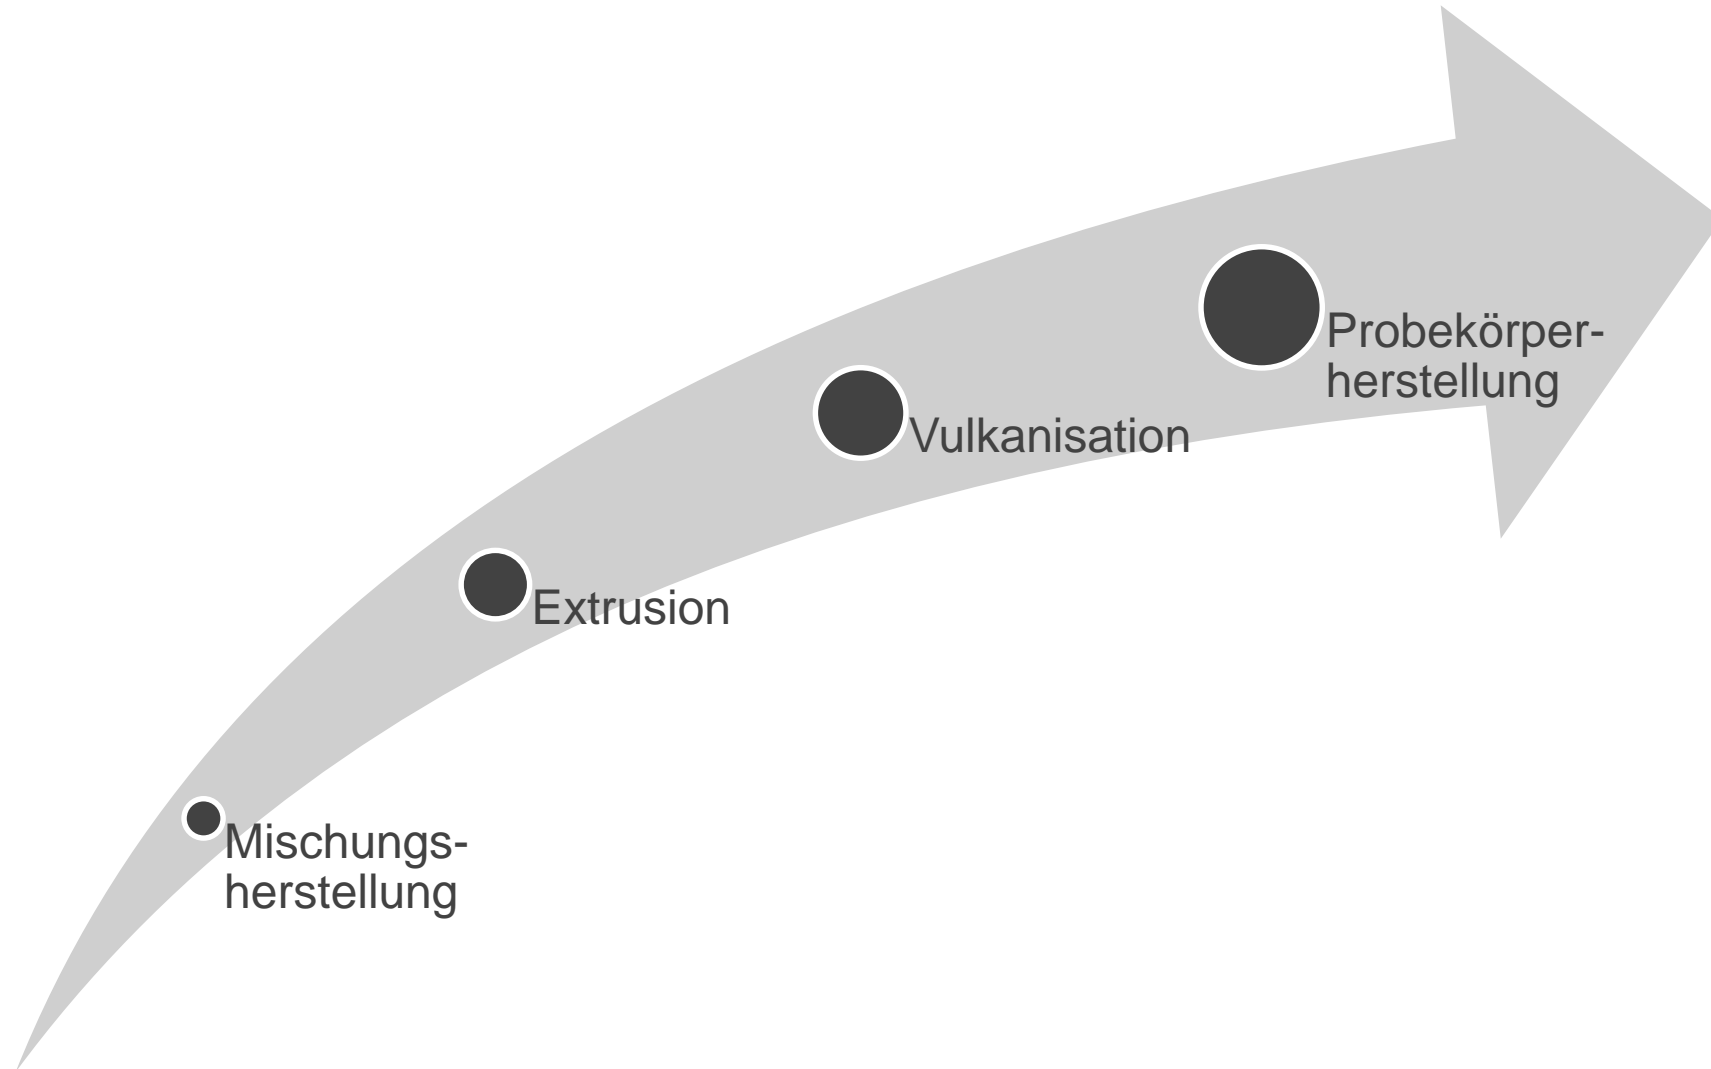 Probekörper-
herstellung
Vulkanisation
Extrusion
Mischungs-
herstellung